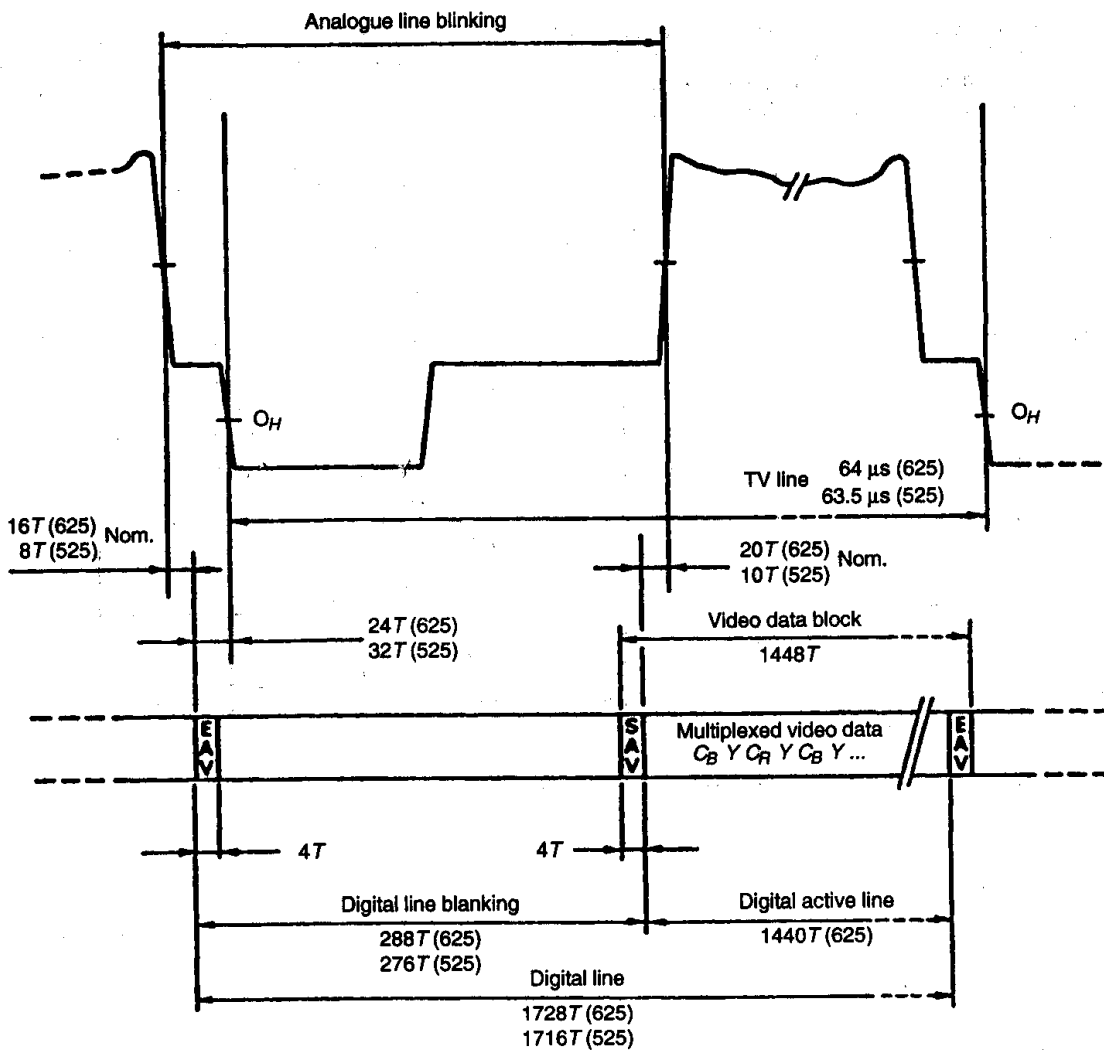 Analogue line blinking
O_H
O_H
TV line 64 µs (625)
63.5 µs (525)
16T (625) Nom.
8T (525)
20T (625) Nom.
10T (525)
24T (625)
32T (525)
Video data block
1448T
EAV
SAV
Multiplexed video data
C_B Y C_R Y C_B Y ...
EAV
4T
4T
Digital line blanking
288T (625)
276T (525)
Digital active line
1440T (625)
Digital line
1728T (625)
1716T (525)